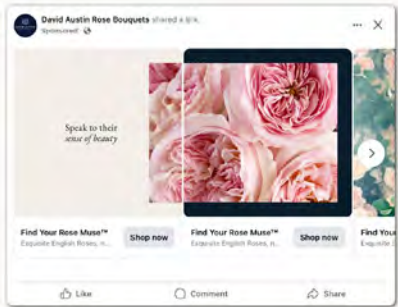 David Austin Rose Bouquets shared a link.
Sponsored
Speak to their
sense of beauty
Find Your Rose Muse™
Exquisite English Roses, n...
Shop now
Find Your Rose Muse™
Exquisite English Roses, n...
Shop now
Find You
Exquisite E
Like
Comment
Share